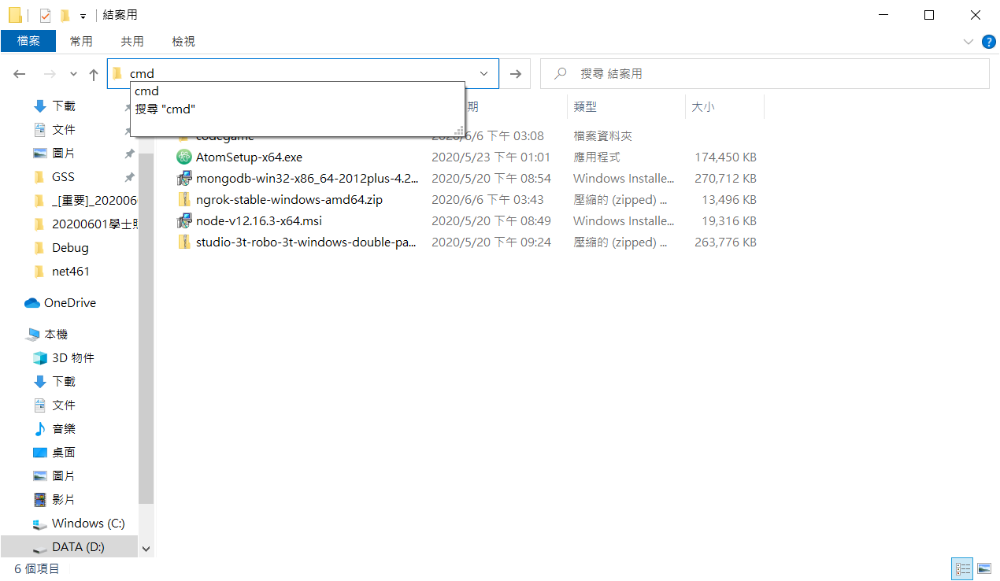 結案用
檔案 常用 共用 檢視
cmd
搜尋 結案用
cmd
搜尋 "cmd"
期 類型 大小
下載
文件
圖片
GSS
_[重要]_202006
20200601學士
Debug
net461
OneDrive
本機
3D 物件
下載
文件
音樂
桌面
圖片
影片
Windows (C:)
DATA (D:)
codegame 2020/6/6 下午 03:08 檔案資料夾
AtomSetup-x64.exe 2020/5/23 下午 01:01 應用程式 174,450 KB
mongodb-win32-x86_64-2012plus-4.2... 2020/5/20 下午 08:54 Windows Installe... 270,712 KB
ngrok-stable-windows-amd64.zip 2020/6/6 下午 03:43 壓縮的 (zipped) ... 13,496 KB
node-v12.16.3-x64.msi 2020/5/20 下午 08:49 Windows Installe... 19,316 KB
studio-3t-robo-3t-windows-double-pa... 2020/5/20 下午 09:24 壓縮的 (zipped) ... 263,776 KB
6 個項目